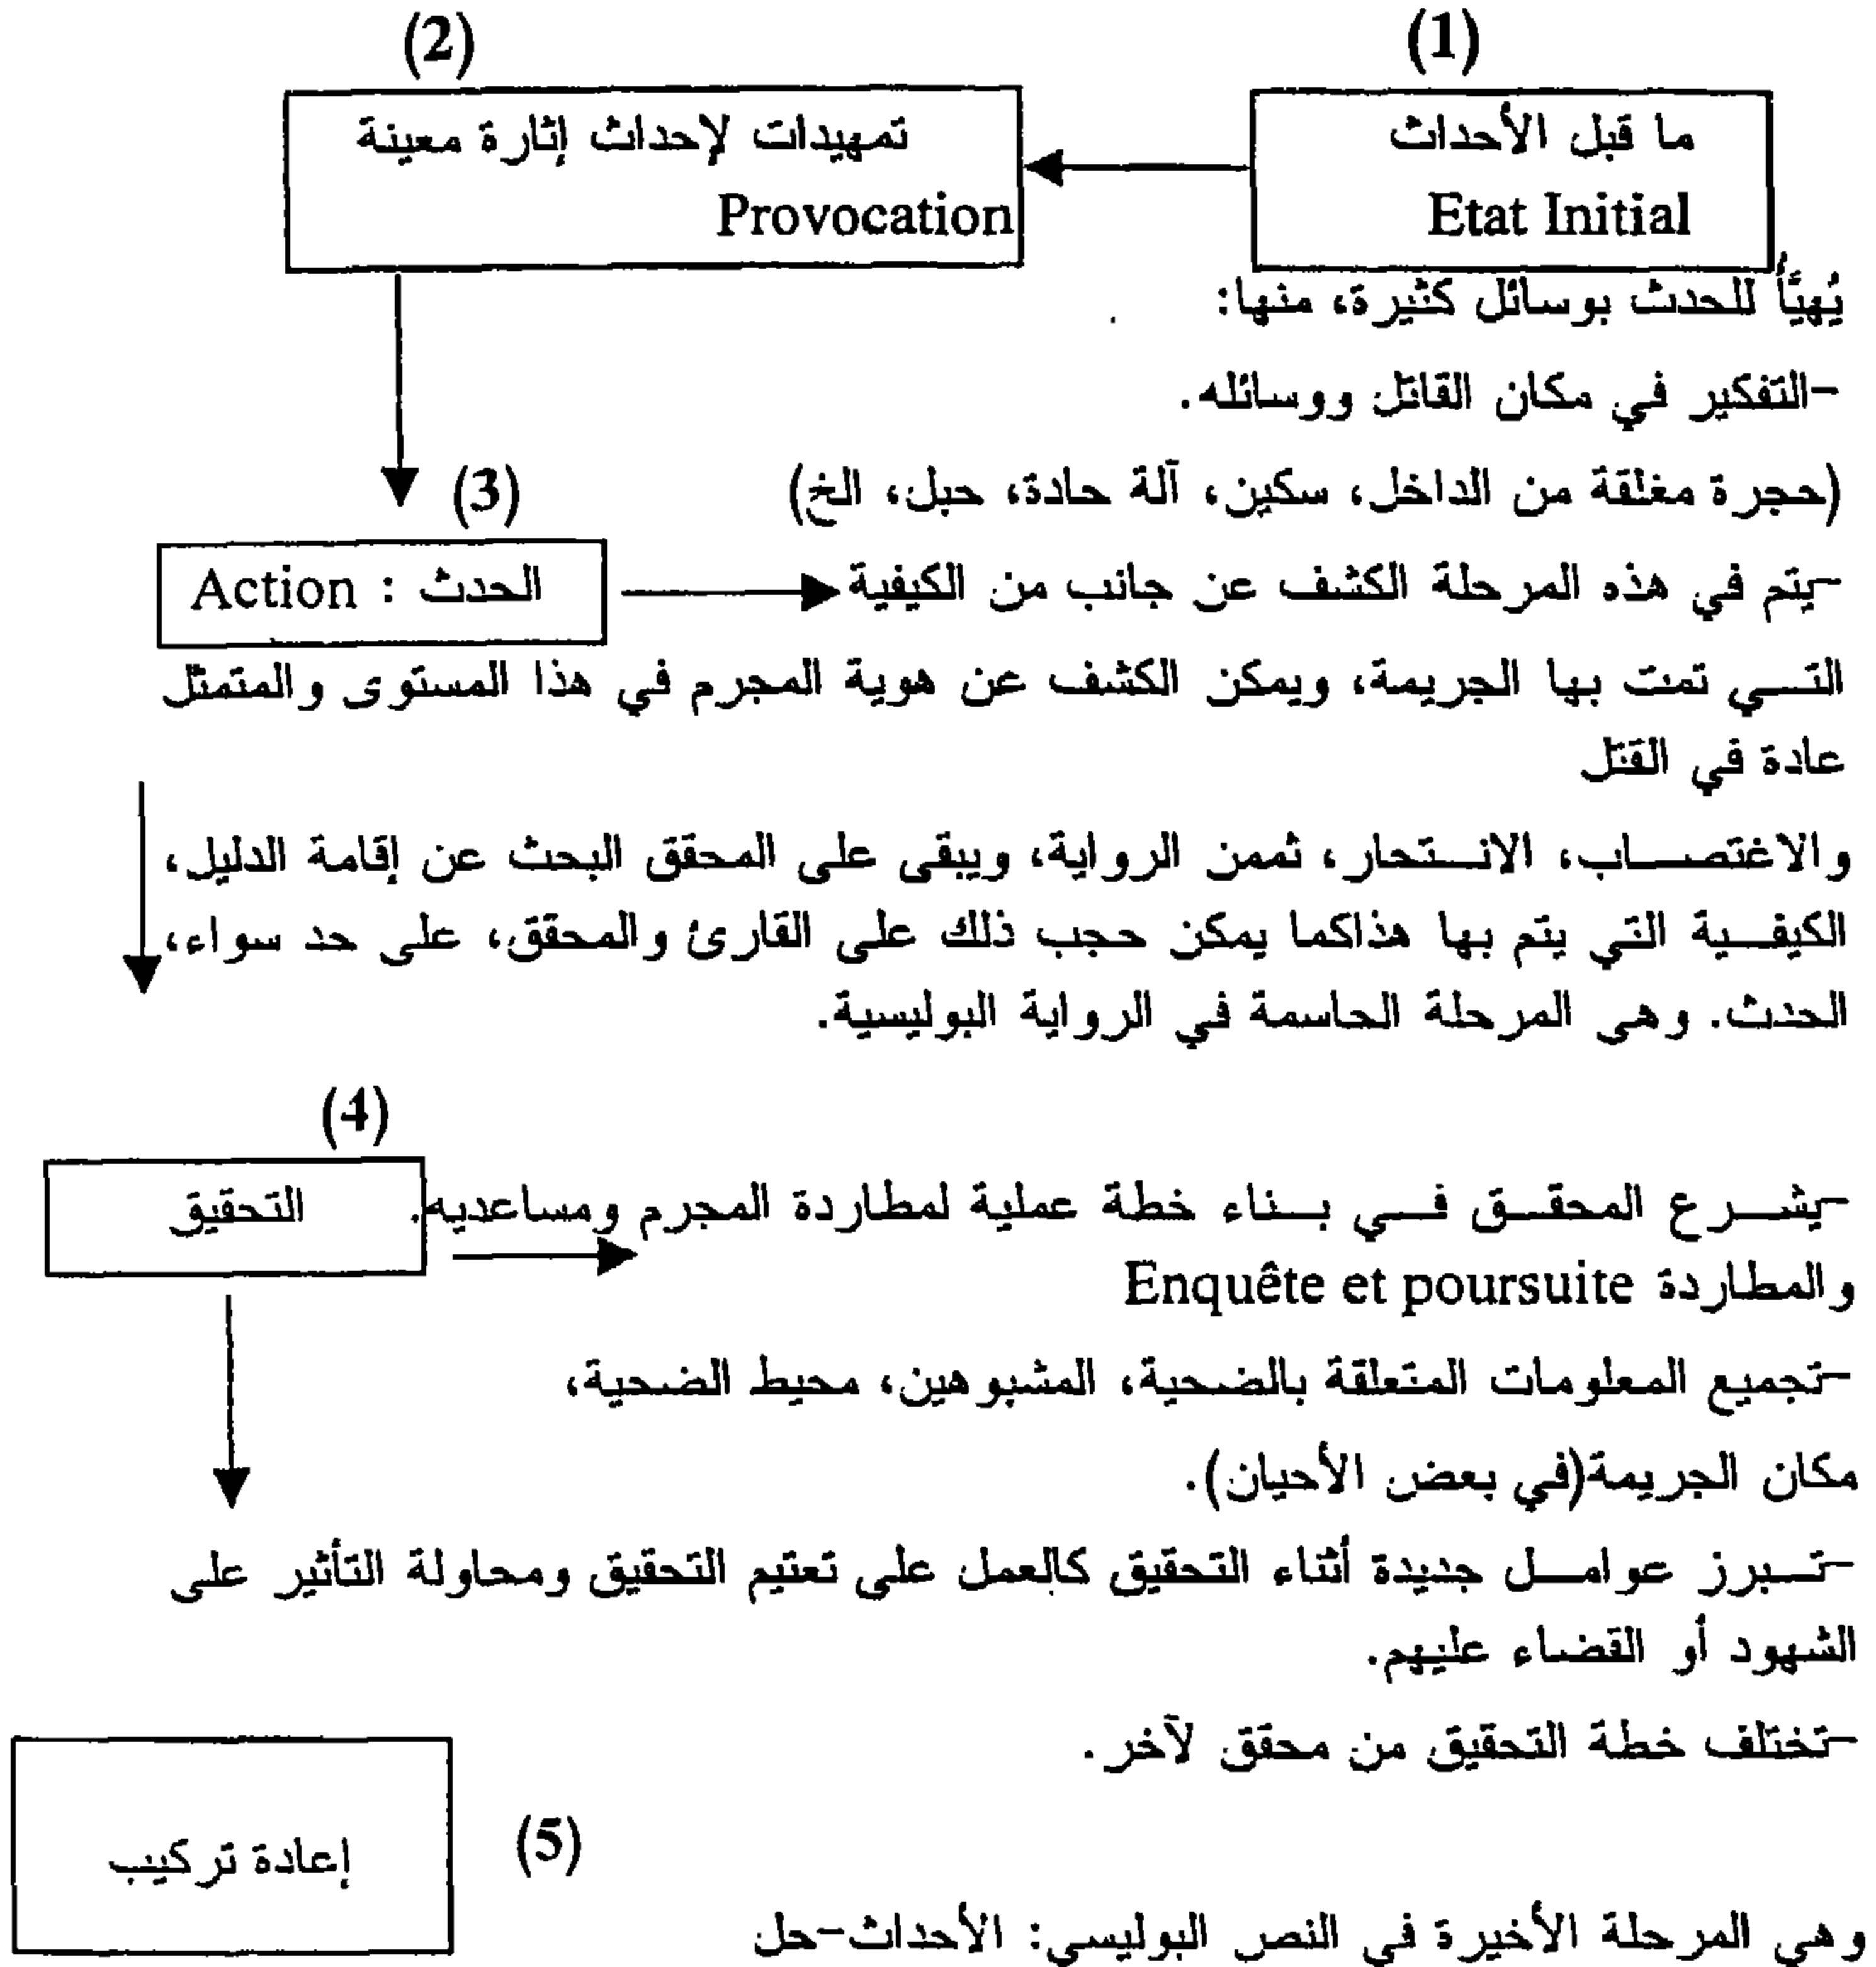 (1)
ما قبل الأحداث
Etat Initial
(2)
تمهيدات لإحداث إثارة معينة
Provocation
يُهيَّأ للحدث بوسائل كثيرة، منها:
-التفكير في مكان القاتل ووسائله.
(حجرة مغلقة من الداخل، سكين، آلة حادة، حبل، الخ)
(3)
الحدث : Action
-يتم في هذه المرحلة الكشف عن جانب من الكيفية
التي تمت بها الجريمة، ويمكن الكشف عن هوية المجرم في هذا المستوى والمتمثل
عادة في القتل
والاغتصاب، الانتحار، ثممن الرواية، ويبقى على المحقق البحث عن إقامة الدليل،
الكيفية التي يتم بها هذاكما يمكن حجب ذلك على القارئ والمحقق، على حد سواء،
الحدث. وهي المرحلة الحاسمة في الرواية البوليسية.
(4)
التحقيق
-يشرع المحقق في بناء خطة عملية لمطاردة المجرم ومساعديه.
والمطاردة Enquête et poursuite
-تجميع المعلومات المتعلقة بالضحية، المشبوهين، محيط الضحية،
مكان الجريمة(في بعض الأحيان).
-تبرز عوامل جديدة أثناء التحقيق كالعمل على تعتيم التحقيق ومحاولة التأثير على
الشهود أو القضاء عليهم.
-تختلف خطة التحقيق من محقق لآخر.
(5)
إعادة تركيب
وهي المرحلة الأخيرة في النص البوليسي: الأحداث-حل